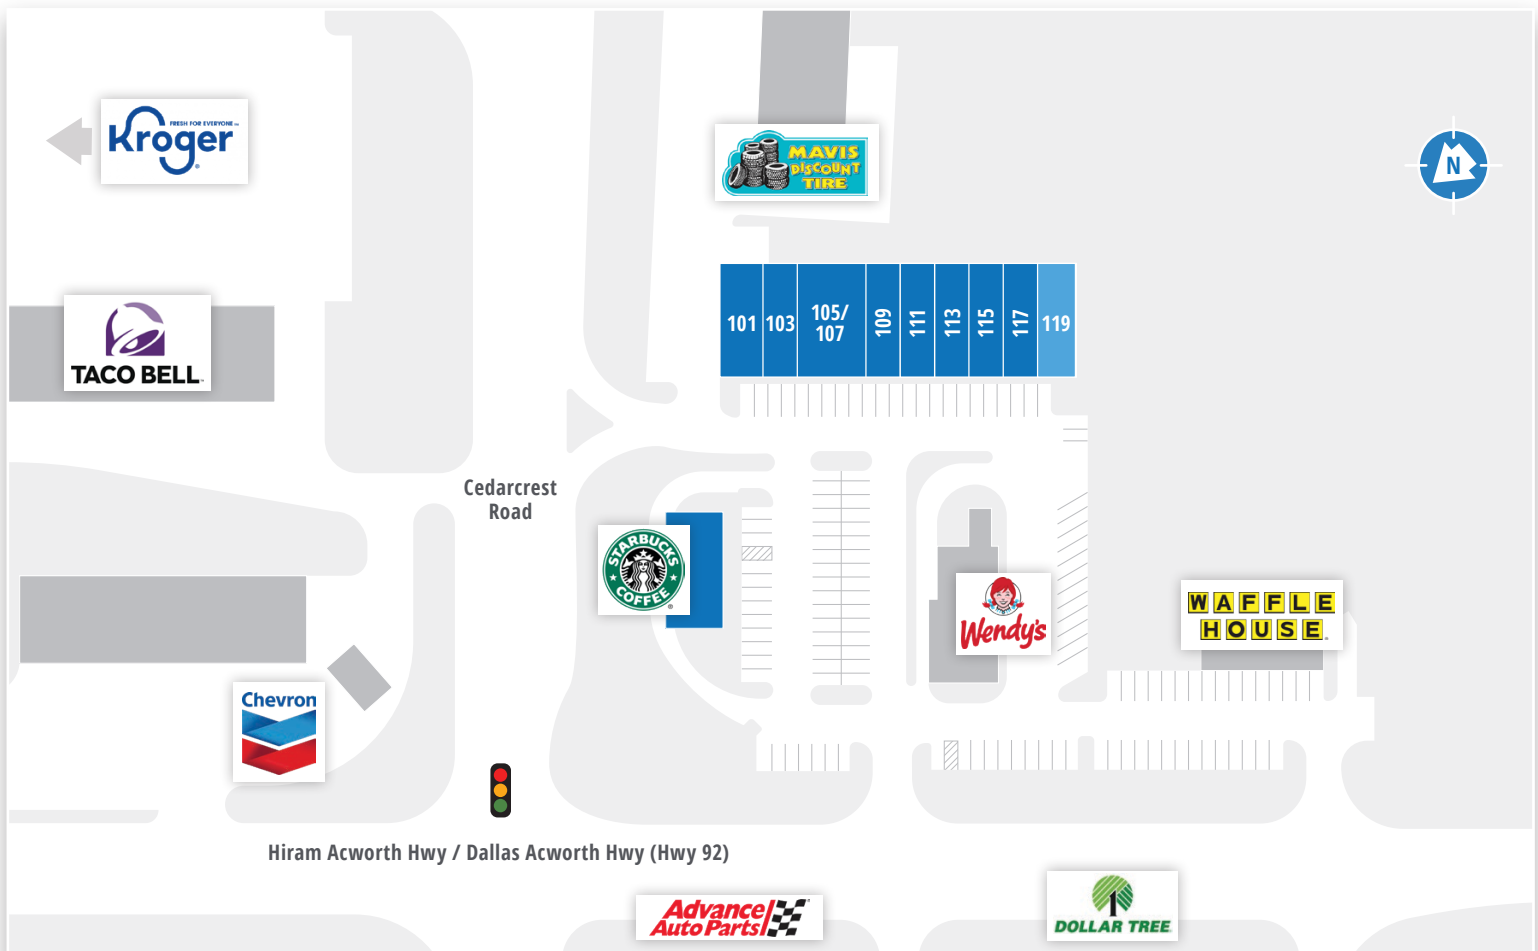 FRESH FOR EVERYONE™
Kroger®
MAVIS
DISCOUNT
TIRE
N
TACO BELL
101
103
105/
107
109
111
113
115
117
119
Cedarcrest
Road
STARBUCKS
COFFEE
®
Wendy's
WAFFLE
HOUSE
Chevron
Hiram Acworth Hwy / Dallas Acworth Hwy (Hwy 92)
Advance
Auto Parts
1
DOLLAR TREE